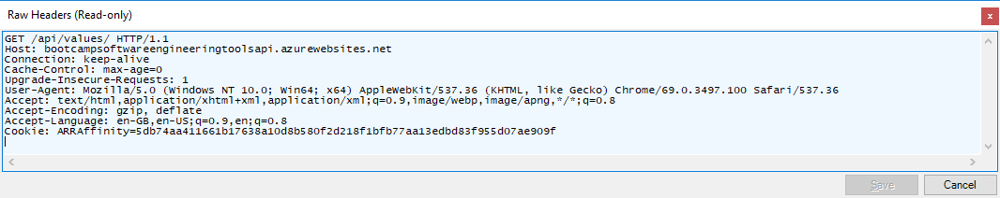 Raw Headers (Read-only)
x
GET /api/values/ HTTP/1.1
Host: bootcampsoftwareengineeringtoolsapi.azurewebsites.net
Connection: keep-alive
Cache-Control: max-age=0
Upgrade-Insecure-Requests: 1
User-Agent: Mozilla/5.0 (Windows NT 10.0; Win64; x64) AppleWebKit/537.36 (KHTML, like Gecko) Chrome/69.0.3497.100 Safari/537.36
Accept: text/html,application/xhtml+xml,application/xml;q=0.9,image/webp,image/apng,*/*;q=0.8
Accept-Encoding: gzip, deflate
Accept-Language: en-GB,en-US;q=0.9,en;q=0.8
Cookie: ARRAffinity=5db74aa411661b17638a10d8b580f2d218f1bfb77aa13edbd83f955d07ae909f
Save
Cancel